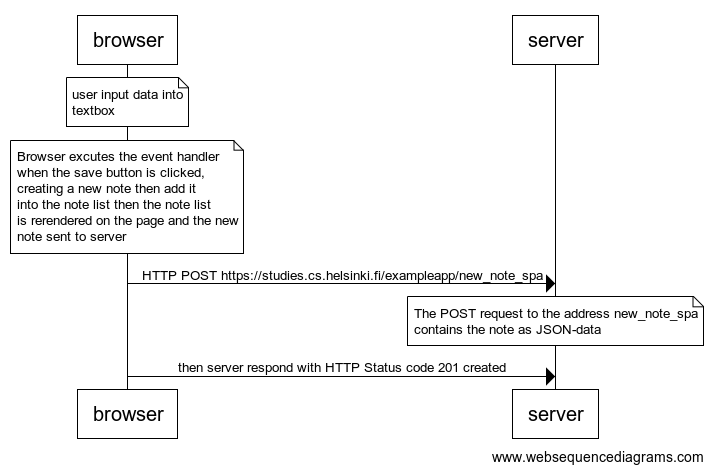 browser
server
user input data into
textbox
Browser excutes the event handler
when the save button is clicked,
creating a new note then add it
into the note list then the note list
is rerendered on the page and the new
note sent to server
HTTP POST https://studies.cs.helsinki.fi/exampleapp/new_note_spa
The POST request to the address new_note_spa
contains the note as JSON-data
then server respond with HTTP Status code 201 created
browser
server
www.websequencediagrams.com